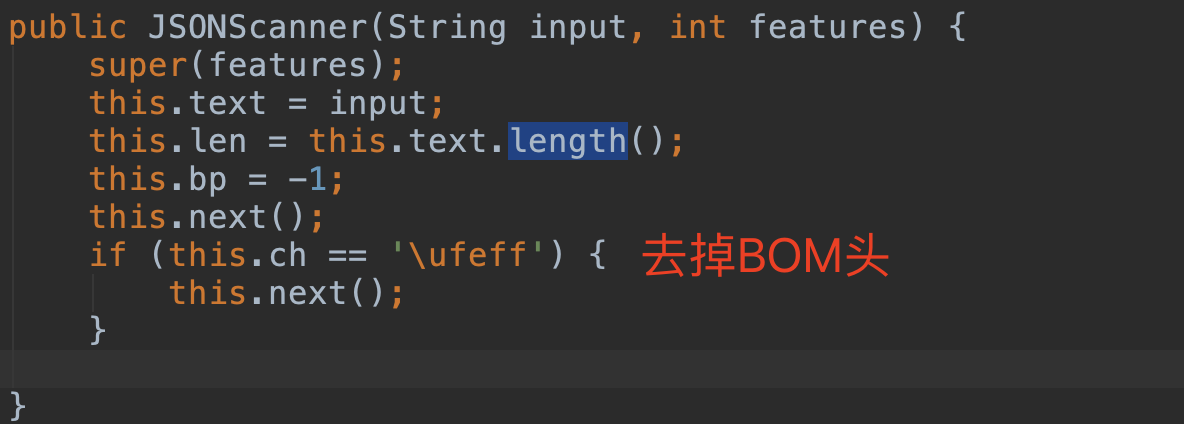 public JSONScanner(String input, int features) {
super(features);
this.text = input;
this.len = this.text.length();
this.bp = -1;
this.next();
if (this.ch == '\ufeff') { 去掉BOM头
this.next();
}
}